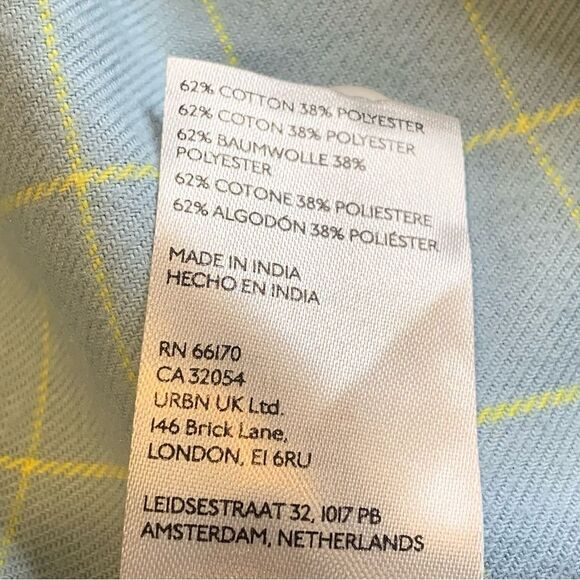 62% COTTON 38% POLYESTER
62% COTON 38% POLYESTER
62% BAUMWOLLE 38%
POLYESTER
62% COTONE 38% POLIESTERE
62% ALGODÓN 38% POLIÉSTER
MADE IN INDIA
HECHO EN INDIA
RN 66170
CA 32054
URBN UK Ltd.
146 Brick Lane,
LONDON, E1 6RU
LEIDSESTRAAT 32, 1017 PB
AMSTERDAM, NETHERLANDS